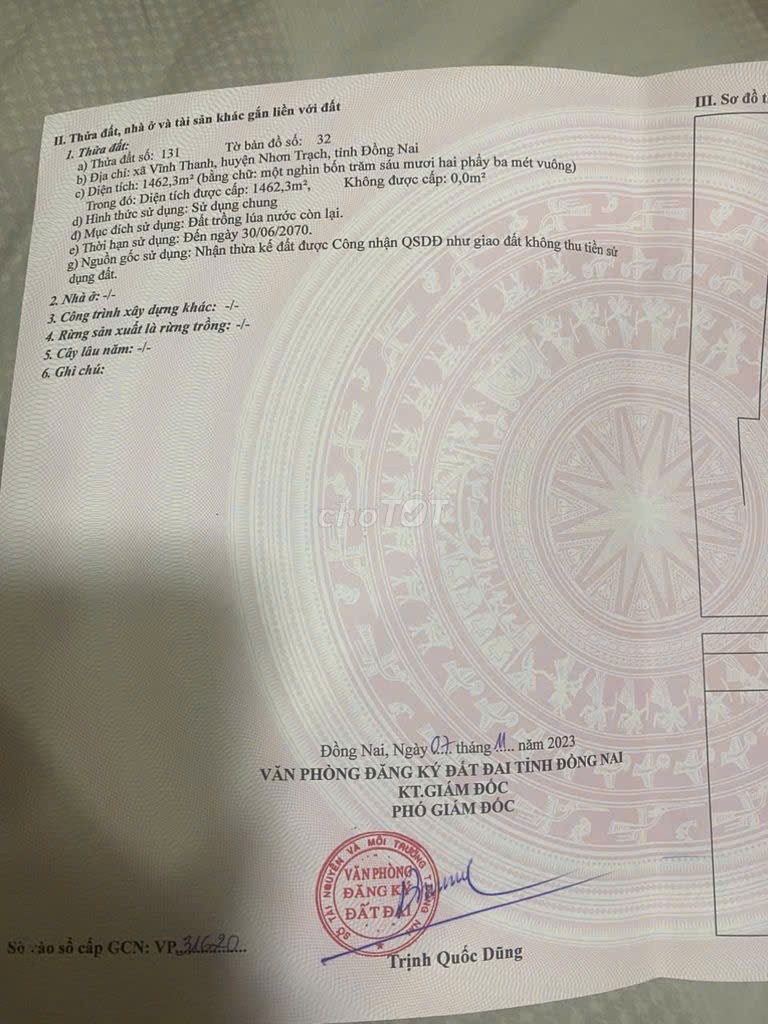 II. Thửa đất, nhà ở và tài sản khác gắn liền với đất
1. Thửa đất:
a) Thửa đất số: 131 Tờ bản đồ số: 32
b) Địa chỉ: xã Vĩnh Thanh, huyện Nhơn Trạch, tỉnh Đồng Nai
c) Diện tích: 1462,3m² (bằng chữ: một nghìn bốn trăm sáu mươi hai phẩy ba mét vuông)
Trong đó: Diện tích được cấp: 1462,3m², Không được cấp: 0,0m²
d) Hình thức sử dụng: Sử dụng chung
đ) Mục đích sử dụng: Đất trồng lúa nước còn lại.
e) Thời hạn sử dụng: Đến ngày 30/06/2070.
g) Nguồn gốc sử dụng: Nhận thừa kế đất được Công nhận QSDĐ như giao đất không thu tiền sử
dụng đất.
2. Nhà ở: -/-
3. Công trình xây dựng khác: -/-
4. Rừng sản xuất là rừng trồng: -/-
5. Cây lâu năm: -/-
6. Ghi chú:
III. Sơ đồ t
chợTỐT
Đồng Nai, Ngày 07 tháng 11 năm 2023
VĂN PHÒNG ĐĂNG KÝ ĐẤT ĐAI TỈNH ĐỒNG NAI
KT.GIÁM ĐỐC
PHÓ GIÁM ĐỐC
SỞ TÀI NGUYÊN VÀ MÔI TRƯỜNG
VĂN PHÒNG
ĐĂNG KÝ
ĐẤT ĐAI
Trịnh Quốc Dũng
Số vào sổ cấp GCN: VP 31620